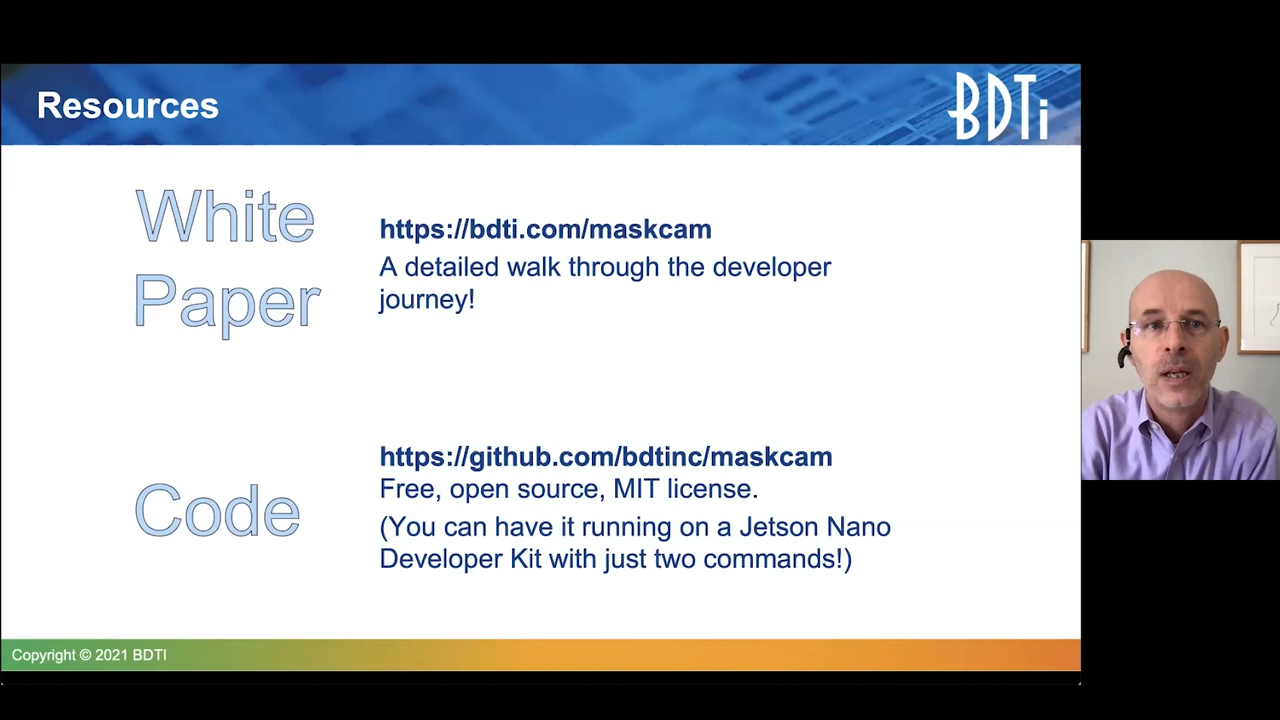 Resources
BDTi
White
Paper
https://bdti.com/maskcam
A detailed walk through the developer
journey!
Code
https://github.com/bdtinc/maskcam
Free, open source, MIT license.
(You can have it running on a Jetson Nano
Developer Kit with just two commands!)
Copyright © 2021 BDTI